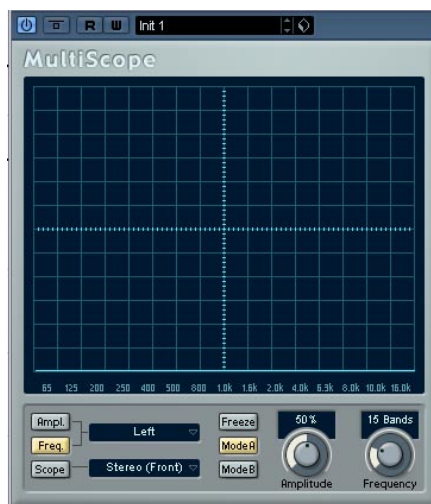 R W Init 1
MultiScope
65 125 200 250 400 500 800 1.0k 1.6k 2.0k 4.0k 6.3k 8.0k 10.0k 16.0k
Ampl. Freeze 50% 15 Bands
Left
Freq. Mode A
Scope Stereo (Front) Mode B
Amplitude Frequency